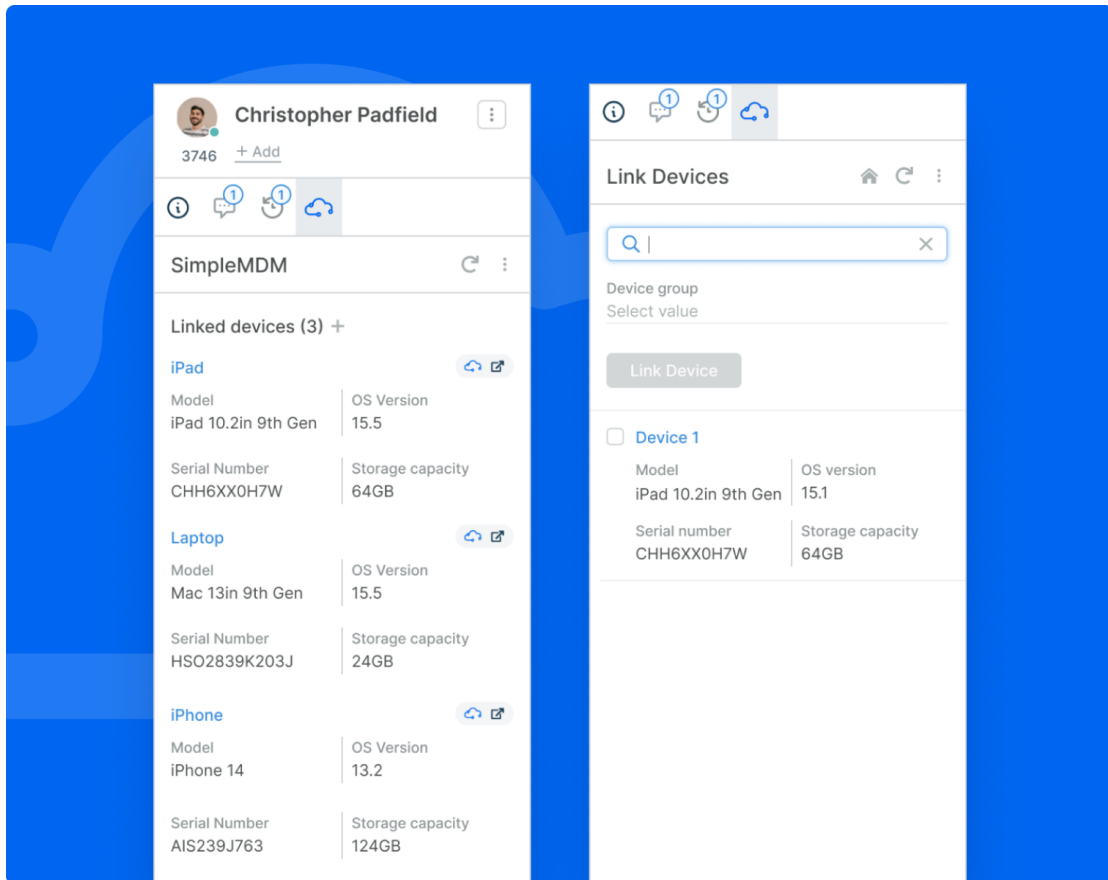 Christopher Padfield
3746 + Add
1 1
SimpleMDM
Linked devices (3) +
iPad
Model OS Version
iPad 10.2in 9th Gen 15.5
Serial Number Storage capacity
CHH6XX0H7W 64GB
Laptop
Model OS Version
Mac 13in 9th Gen 15.5
Serial Number Storage capacity
HSO2839K203J 24GB
iPhone
Model OS Version
iPhone 14 13.2
Serial Number Storage capacity
AIS239J763 124GB
1 1
Link Devices
Device group
Select value
Link Device
Device 1
Model OS version
iPad 10.2in 9th Gen 15.1
Serial number Storage capacity
CHH6XX0H7W 64GB